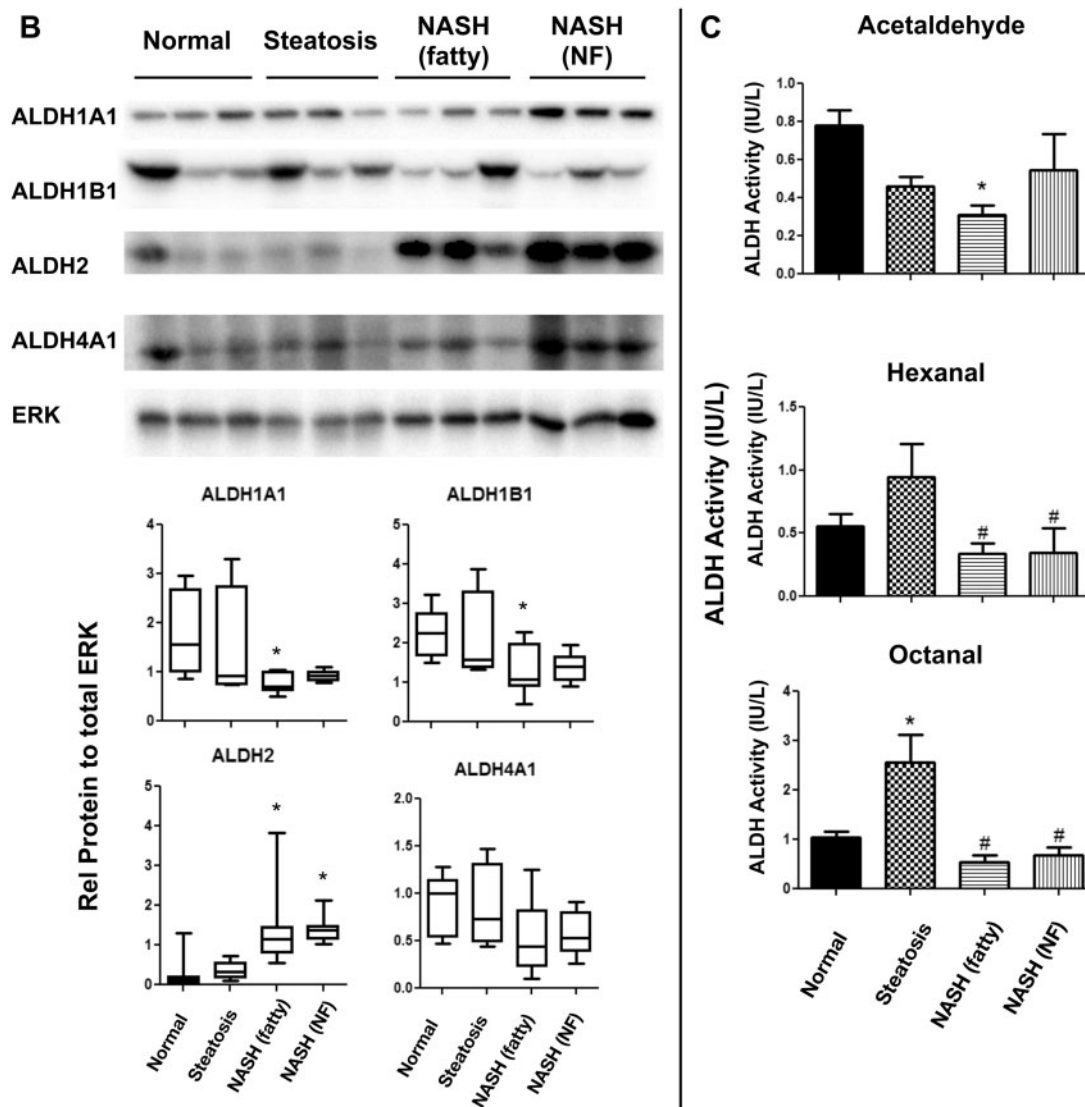 B
Normal Steatosis NASH (fatty) NASH (NF)
ALDH1A1
ALDH1B1
ALDH2
ALDH4A1
ERK
Rel Protein to total ERK
ALDH1A1
4
3
2
1
0
*
ALDH1B1
5
4
3
2
1
0
*
ALDH2
5
4
3
2
1
0
* *
Normal Steatosis NASH (fatty) NASH (NF)
ALDH4A1
2.0
1.5
1.0
0.5
0.0
Normal Steatosis NASH (fatty) NASH (NF)
C
ALDH Activity (IU/L)
Acetaldehyde
ALDH Activity (IU/L)
1.0
0.8
0.6
0.4
0.2
0.0
*
Hexanal
ALDH Activity (IU/L)
1.5
1.0
0.5
0.0
# #
Octanal
ALDH Activity (IU/L)
4
3
2
1
0
* # #
Normal Steatosis NASH (fatty) NASH (NF)